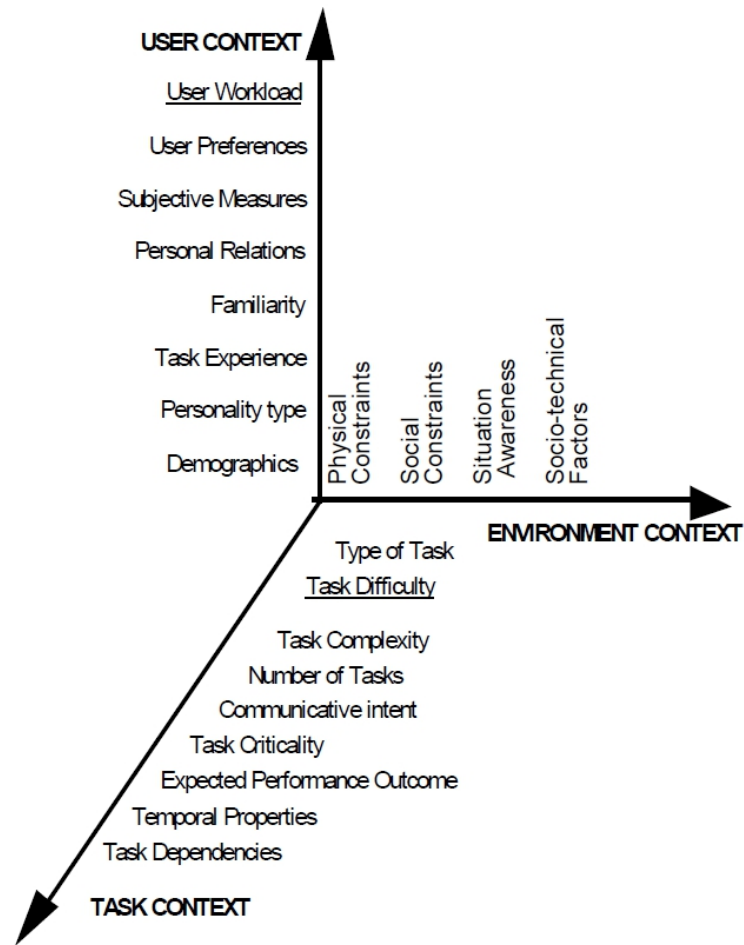 USER CONTEXT
User Workload
User Preferences
Subjective Measures
Personal Relations
Familiarity
Task Experience
Personality type
Demographics
Physical
Constraints
Social
Constraints
Situation
Awareness
Socio-technical
Factors
ENVIRONMENT CONTEXT
Type of Task
Task Difficulty
Task Complexity
Number of Tasks
Communicative intent
Task Criticality
Expected Performance Outcome
Temporal Properties
Task Dependencies
TASK CONTEXT